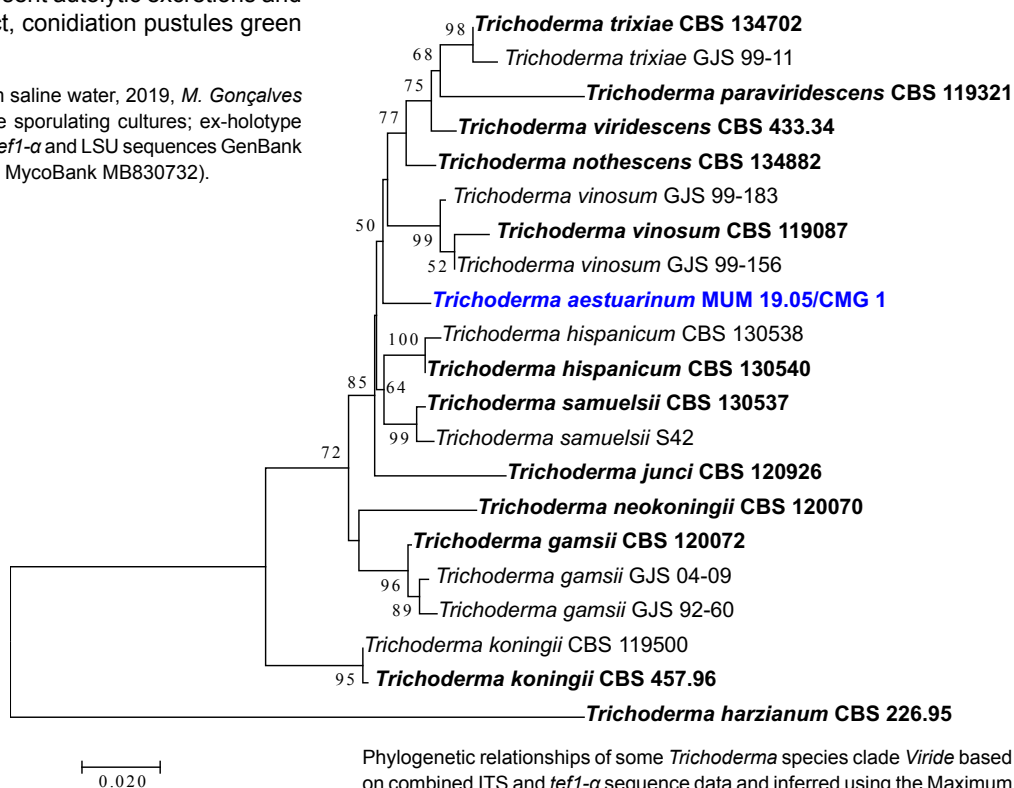 sent autolytic excretions and
ct, conidiation pustules green
saline water, 2019, M. Gonçalves
sporulating cultures; ex-holotype
tef1-α and LSU sequences GenBank
MycoBank MB830732).
98
Trichoderma trixiae CBS 134702
68
Trichoderma trixiae GJS 99-11
75
Trichoderma paraviridescens CBS 119321
77
Trichoderma viridescens CBS 433.34
Trichoderma nothescens CBS 134882
Trichoderma vinosum GJS 99-183
50
99
Trichoderma vinosum CBS 119087
52
Trichoderma vinosum GJS 99-156
Trichoderma aestuarinum MUM 19.05/CMG 1
100
Trichoderma hispanicum CBS 130538
Trichoderma hispanicum CBS 130540
85
64
Trichoderma samuelsii CBS 130537
99
Trichoderma samuelsii S42
72
Trichoderma junci CBS 120926
Trichoderma neokoningii CBS 120070
Trichoderma gamsii CBS 120072
96
Trichoderma gamsii GJS 04-09
89
Trichoderma gamsii GJS 92-60
Trichoderma koningii CBS 119500
95
Trichoderma koningii CBS 457.96
Trichoderma harzianum CBS 226.95
0.020
Phylogenetic relationships of some Trichoderma species clade Viride based
on combined ITS and tef1-α sequence data and inferred using the Maximum